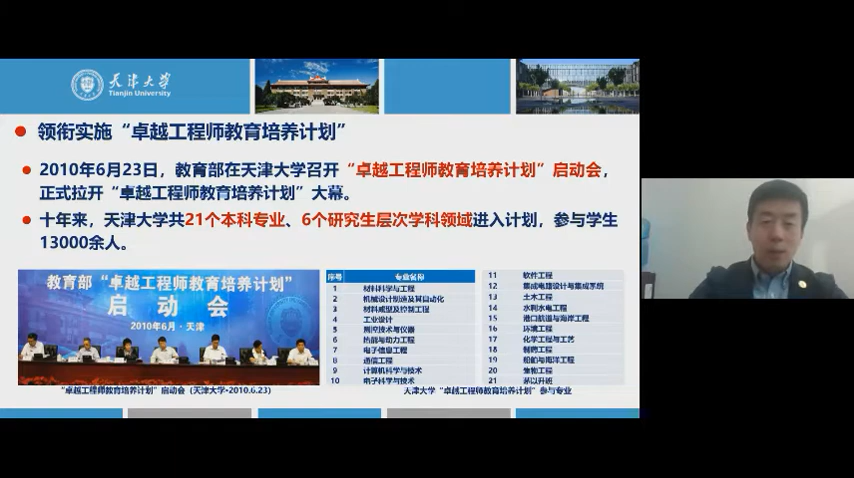 天津大学
Tianjin University
领衔实施“卓越工程师教育培养计划”
2010年6月23日，教育部在天津大学召开“卓越工程师教育培养计划”启动会，
正式拉开“卓越工程师教育培养计划”大幕。
十年来，天津大学共21个本科专业、6个研究生层次学科领域进入计划，参与学生
13000余人。
教育部“卓越工程师教育培养计划”
启动会
2010年6月·天津
序号 专业名称
1 材料科学与工程
2 机械设计制造及其自动化
3 材料成型及控制工程
4 工业设计
5 测控技术与仪器
6 热能与动力工程
7 电子信息工程
8 通信工程
9 计算机科学与技术
10 电子科学与技术
11 软件工程
12 集成电路设计与集成系统
13 土木工程
14 水利水电工程
15 港口航道与海岸工程
16 环境工程
17 化学工程与工艺
18 制药工程
19 船舶与海洋工程
20 生物工程
21 茅以升班
“卓越工程师教育培养计划”启动会（天津大学·2010.6.23）
天津大学“卓越工程师教育培养计划”参与专业